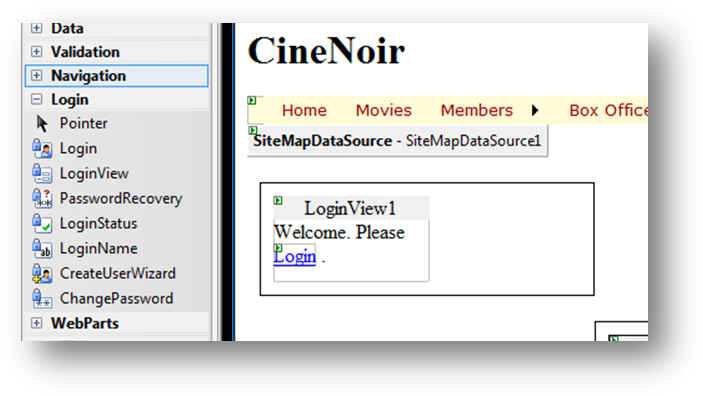 Data
Validation
Navigation
Login
Pointer
Login
LoginView
PasswordRecovery
LoginStatus
LoginName
CreateUserWizard
ChangePassword
WebParts
CineNoir
Home Movies Members Box Office
SiteMapDataSource - SiteMapDataSource1
LoginView1
Welcome. Please
Login .